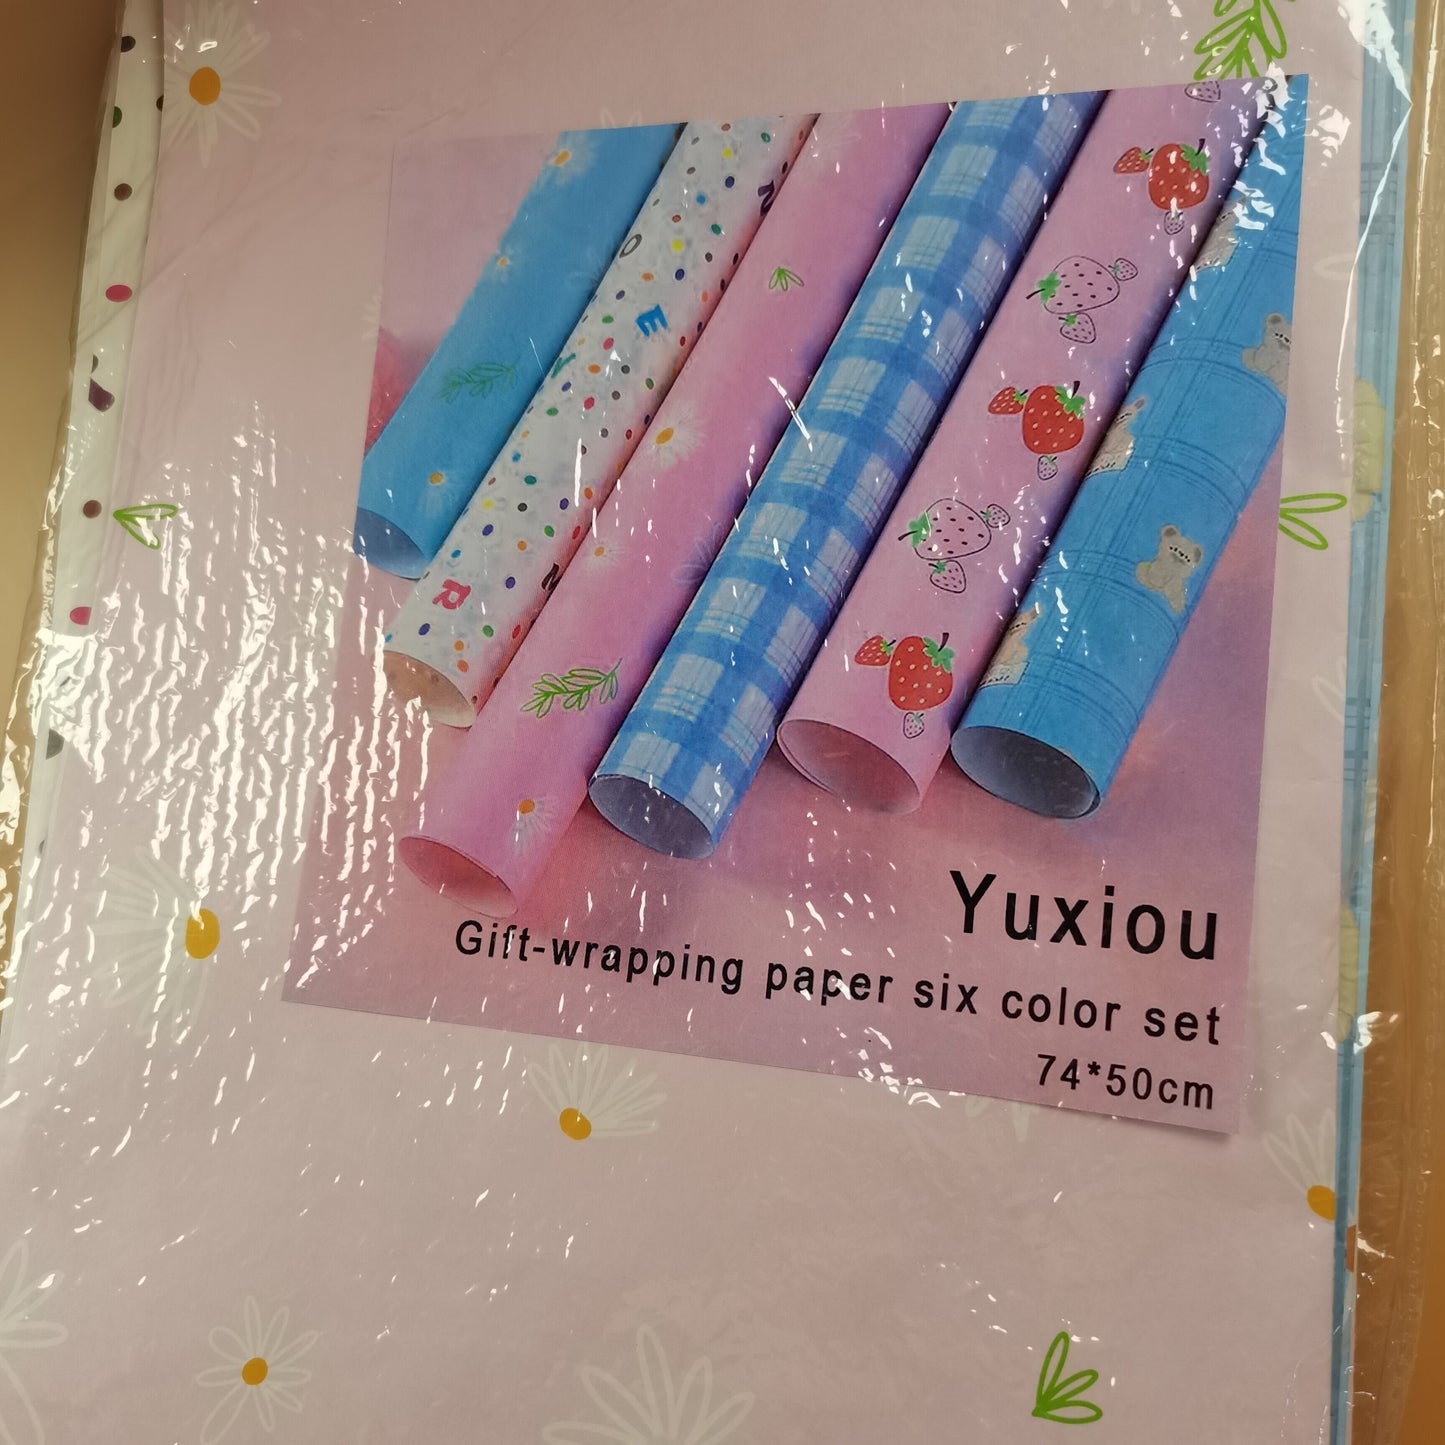 Yuxiou
Gift-wrapping paper six color set
74*50cm